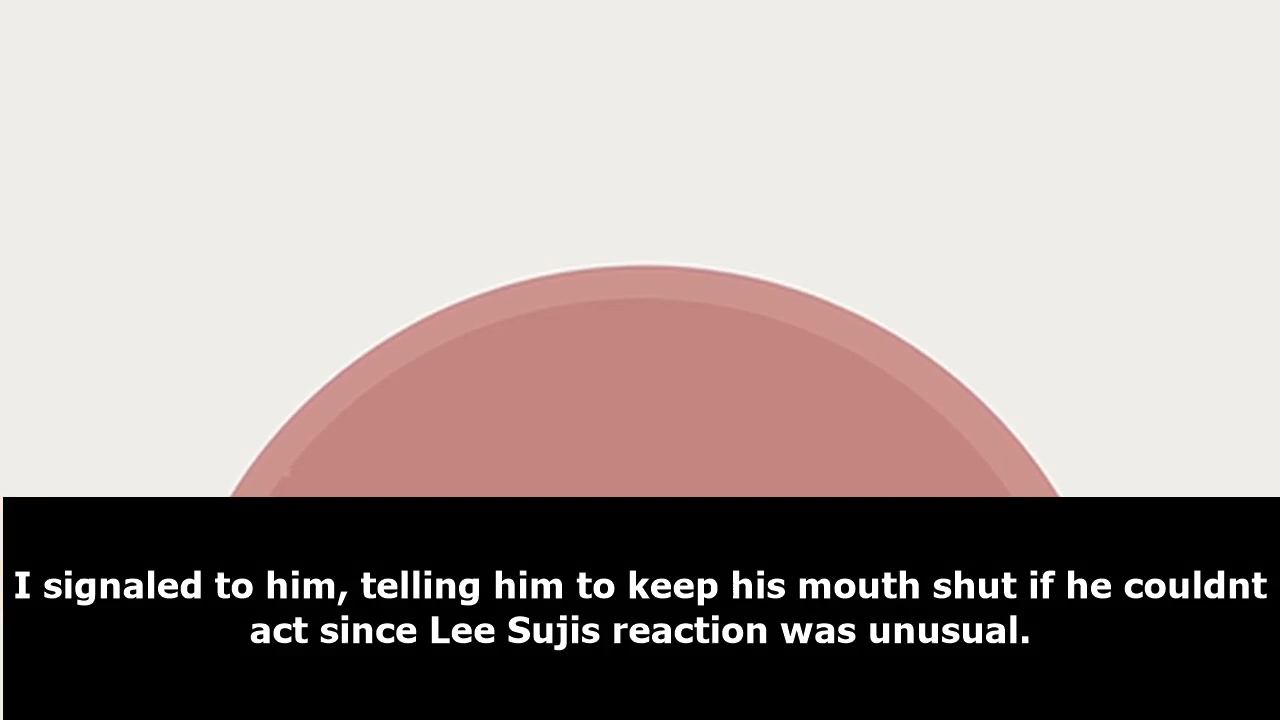 I signaled to him, telling him to keep his mouth shut if he couldnt
act since Lee Sujis reaction was unusual.